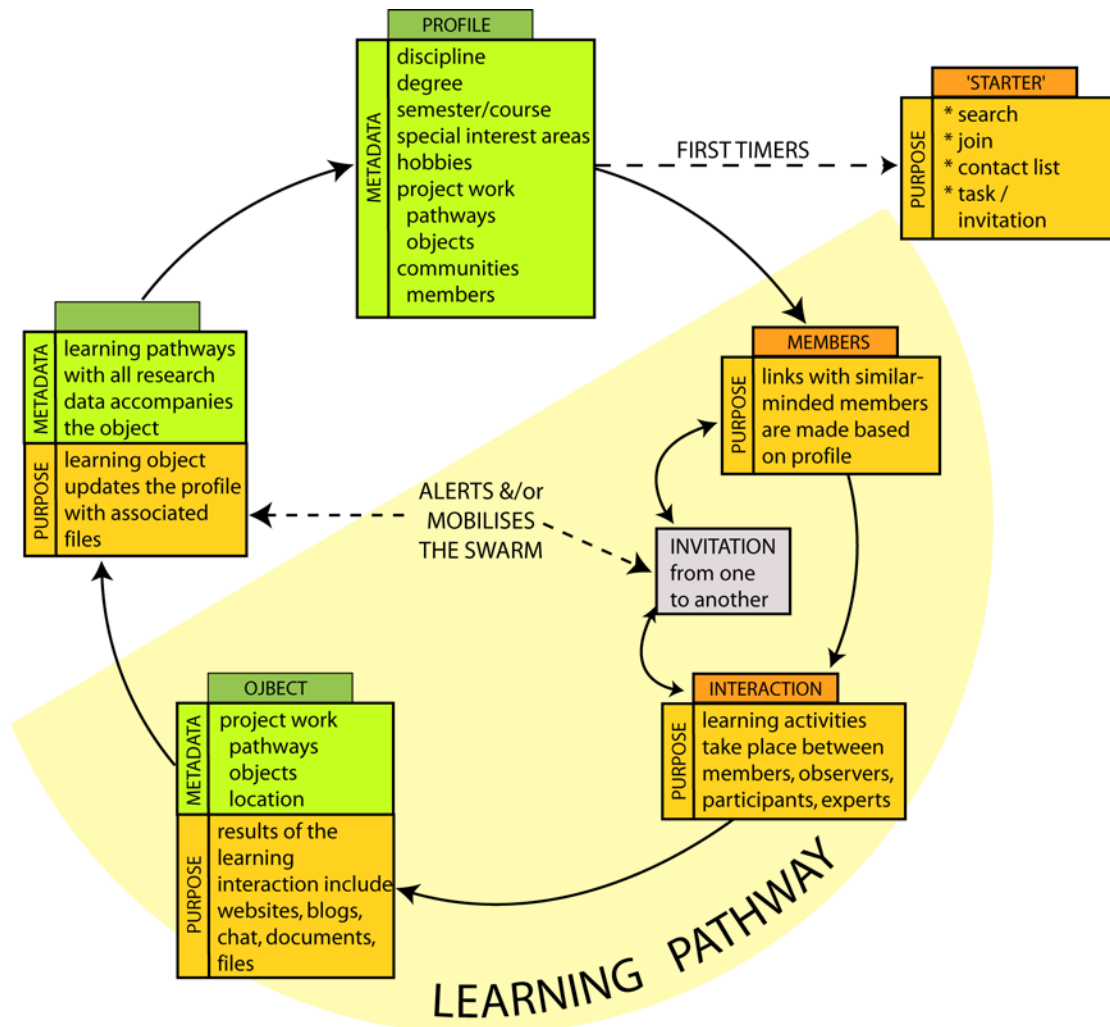 PROFILE
METADATA
discipline
degree
semester/course
special interest areas
hobbies
project work
pathways
objects
communities
members
FIRST TIMERS
'STARTER'
PURPOSE
* search
* join
* contact list
* task /
invitation
MEMBERS
PURPOSE
links with similar-
minded members
are made based
on profile
METADATA
learning pathways
with all research
data accompanies
the object
PURPOSE
learning object
updates the profile
with associated
files
ALERTS &/or
MOBILISES
THE SWARM
INVITATION
from one
to another
INTERACTION
PURPOSE
learning activities
take place between
members, observers,
participants, experts
OJBECT
METADATA
project work
pathways
objects
location
PURPOSE
results of the
learning
interaction include
websites, blogs,
chat, documents,
files
LEARNING PATHWAY